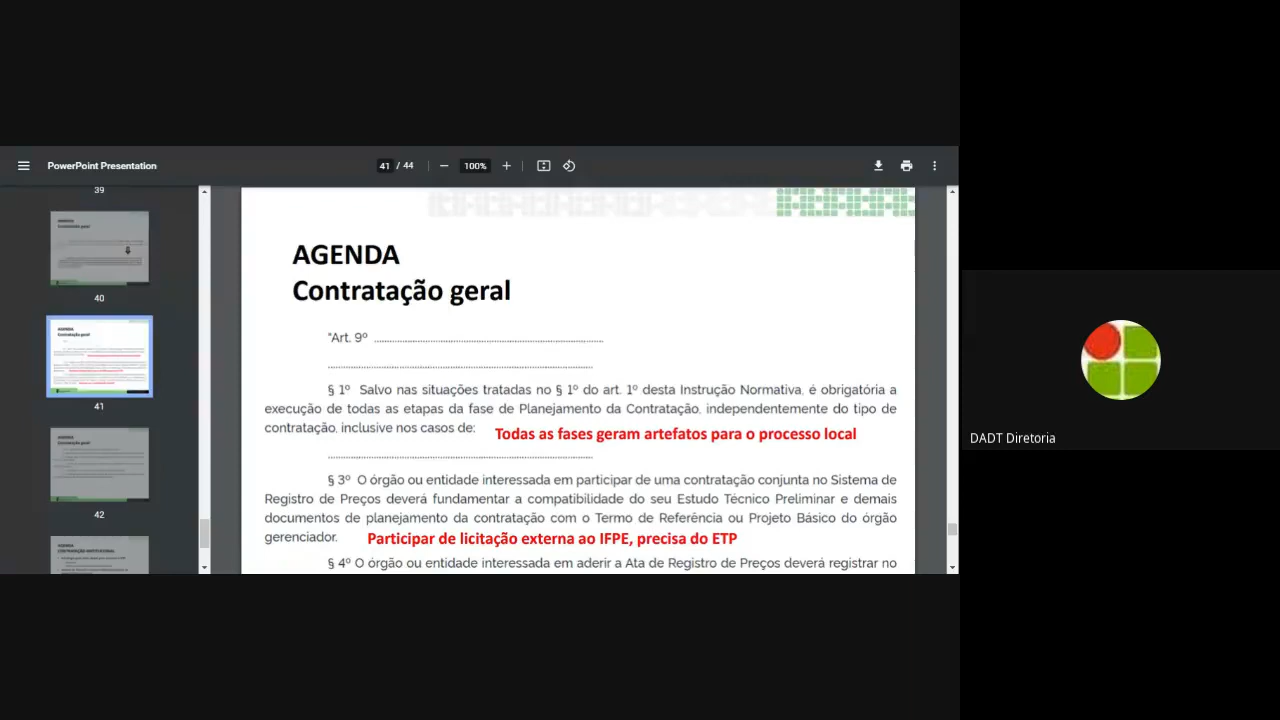 PowerPoint Presentation
41 / 44
100%
39
40
41
42
AGENDA
Contratação geral
"Art. 9º ................................................................................
................................................................................
§ 1º Salvo nas situações tratadas no § 1º do art. 1º desta Instrução Normativa, é obrigatória a
execução de todas as etapas da fase de Planejamento da Contratação, independentemente do tipo de
contratação, inclusive nos casos de:
Todas as fases geram artefatos para o processo local
................................................................................
§ 3º O órgão ou entidade interessada em participar de uma contratação conjunta no Sistema de
Registro de Preços deverá fundamentar a compatibilidade do seu Estudo Técnico Preliminar e demais
documentos de planejamento da contratação com o Termo de Referência ou Projeto Básico do órgão
gerenciador.
Participar de licitação externa ao IFPE, precisa do ETP
§ 4º O órgão ou entidade interessada em aderir a Ata de Registro de Preços deverá registrar no
DADT Diretoria